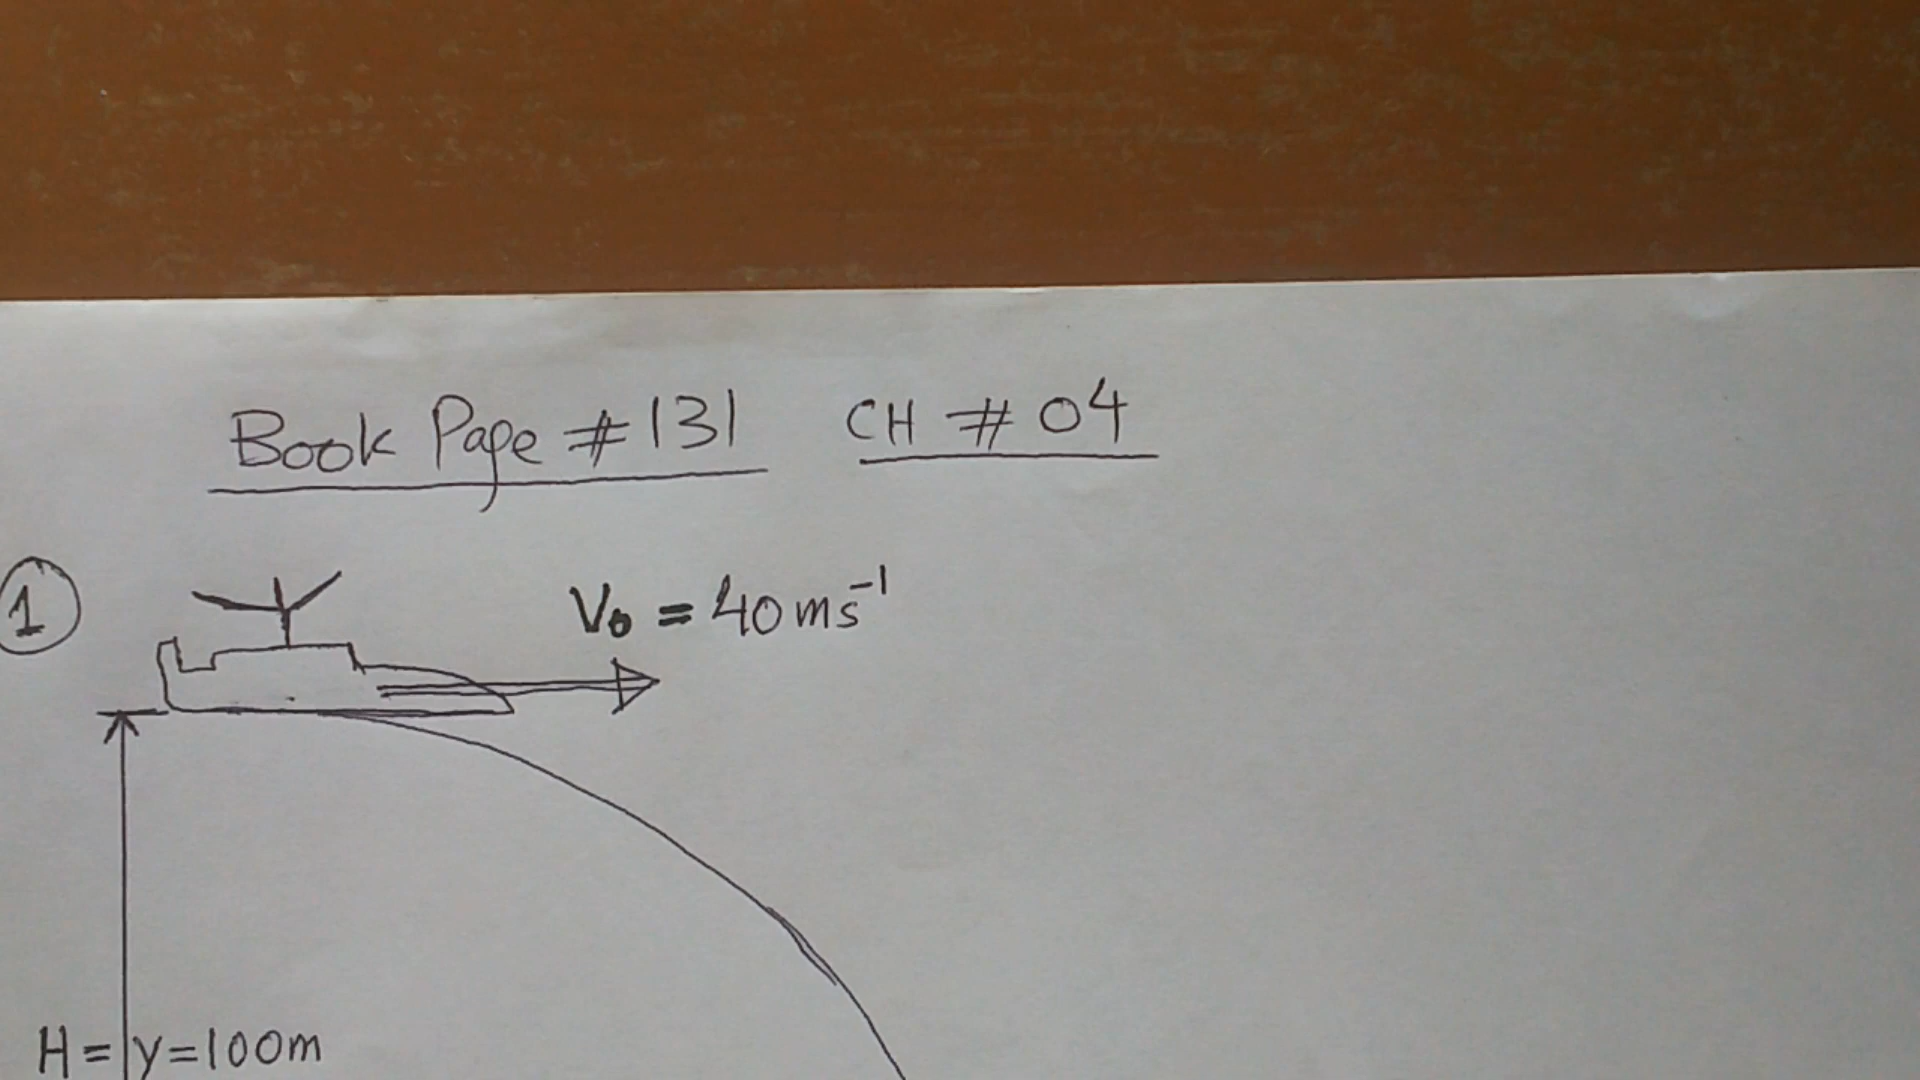 Book Page # 131 CH # 04
1
V₀ = 40 ms⁻¹
H = y = 100m